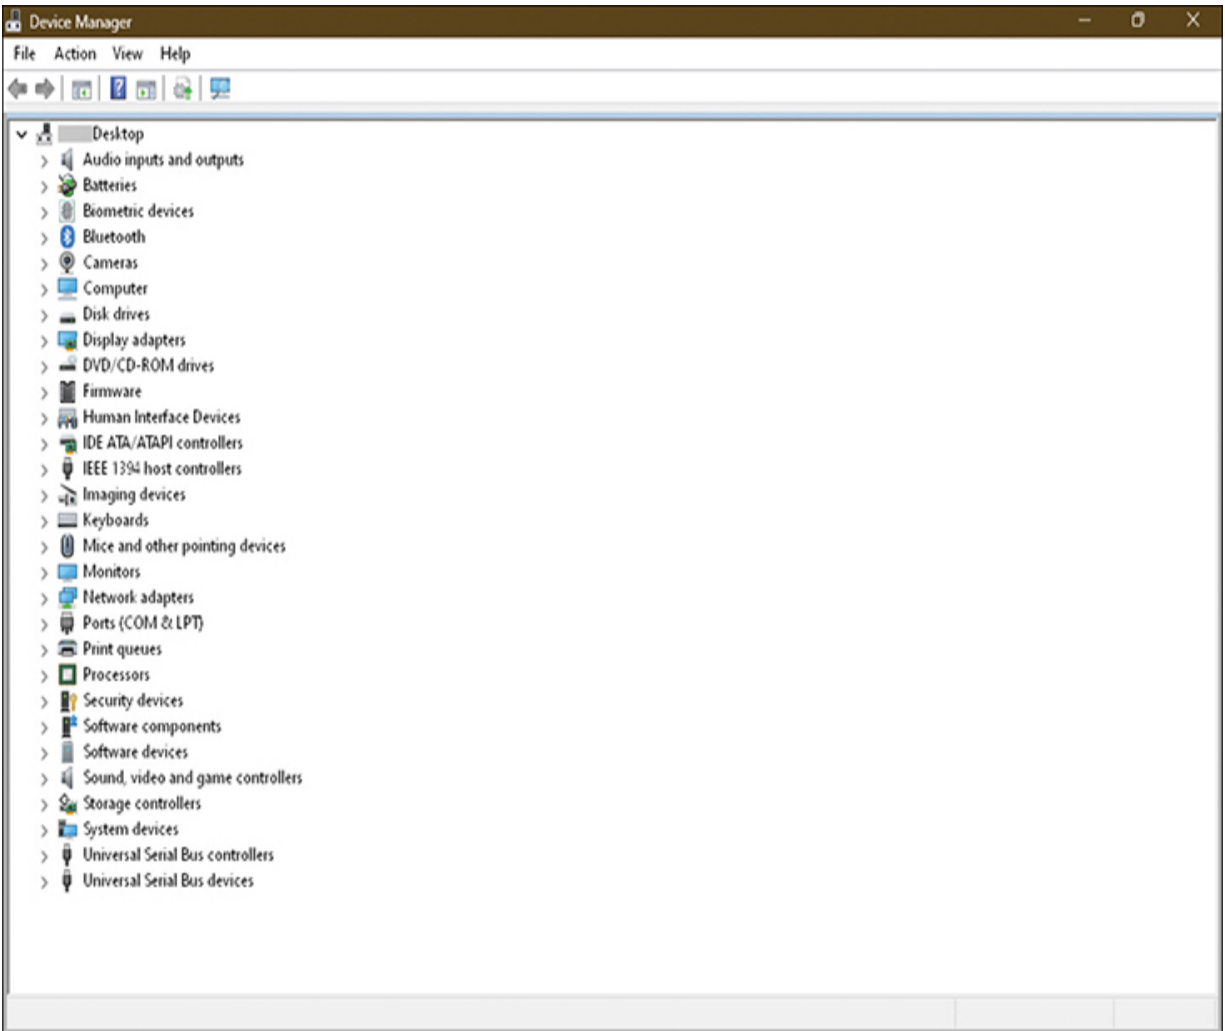 Device Manager
File Action View Help
Desktop
Audio inputs and outputs
Batteries
Biometric devices
Bluetooth
Cameras
Computer
Disk drives
Display adapters
DVD/CD-ROM drives
Firmware
Human Interface Devices
IDE ATA/ATAPI controllers
IEEE 1394 host controllers
Imaging devices
Keyboards
Mice and other pointing devices
Monitors
Network adapters
Ports (COM & LPT)
Print queues
Processors
Security devices
Software components
Software devices
Sound, video and game controllers
Storage controllers
System devices
Universal Serial Bus controllers
Universal Serial Bus devices